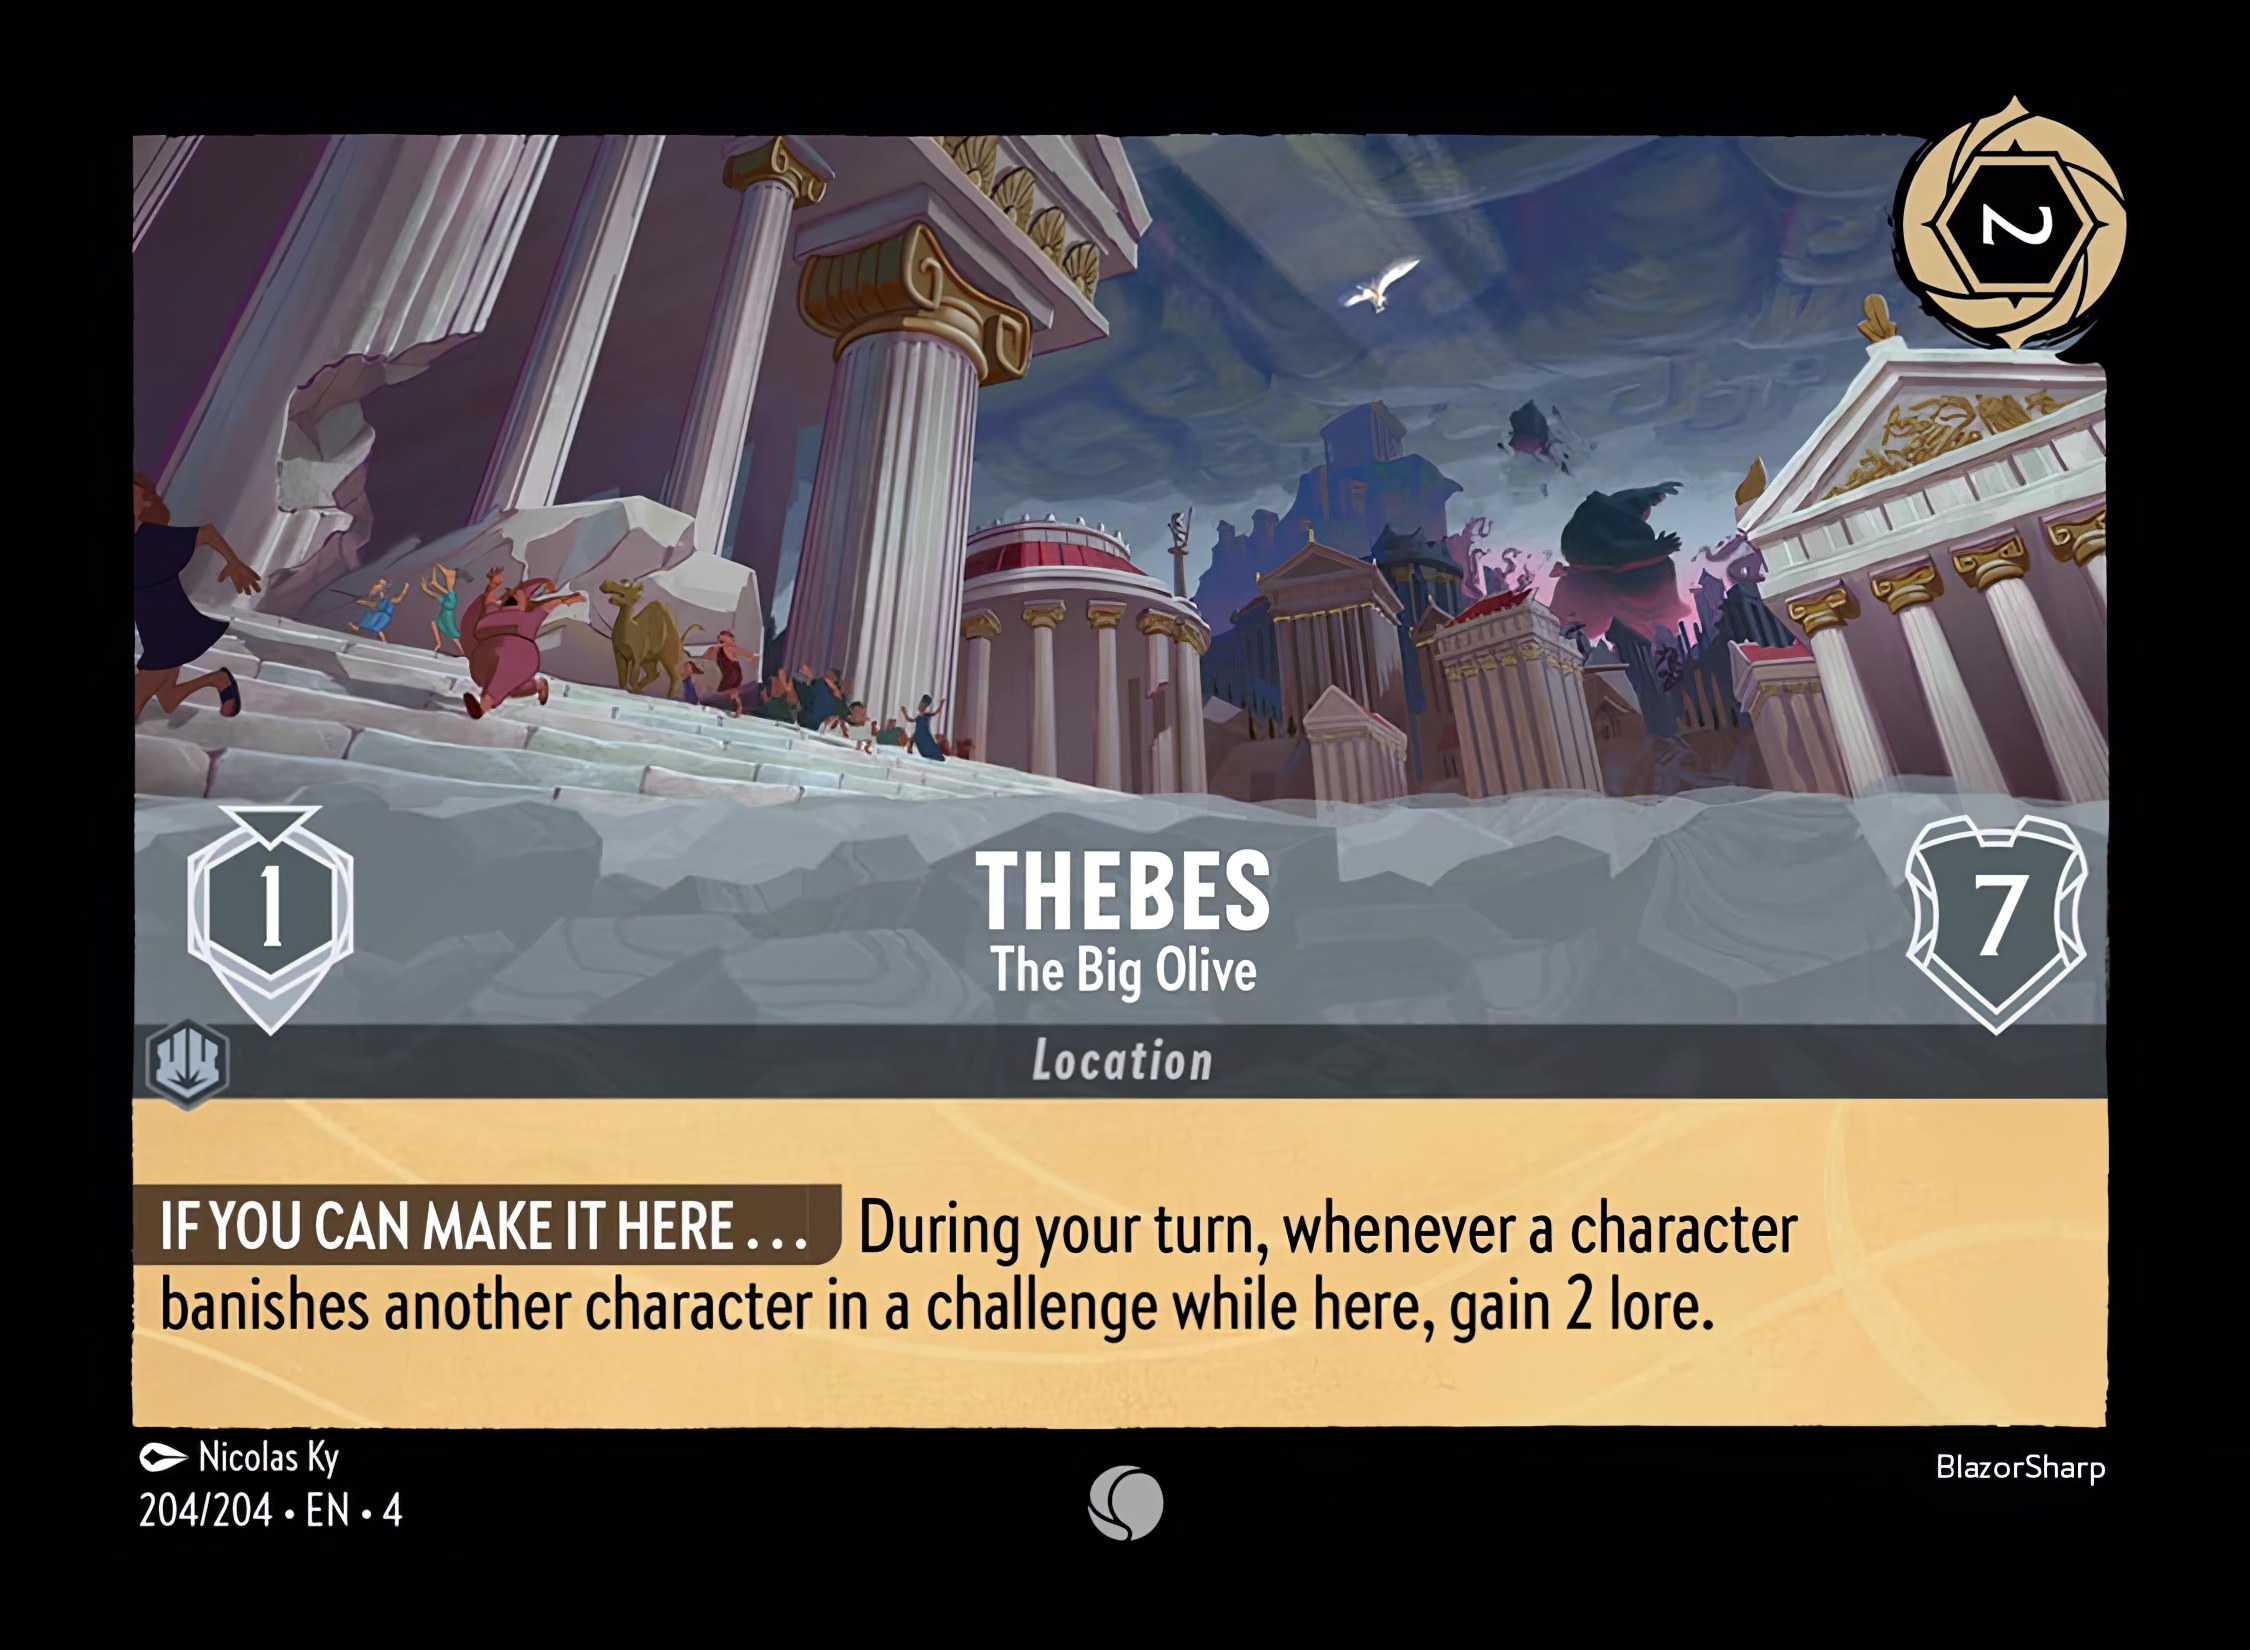 2
1
THEBES
7
The Big Olive
Location
IF YOU CAN MAKE IT HERE . . . During your turn, whenever a character
banishes another character in a challenge while here, gain 2 lore.
Nicolas Ky
BlazorSharp
204/204 • EN • 4